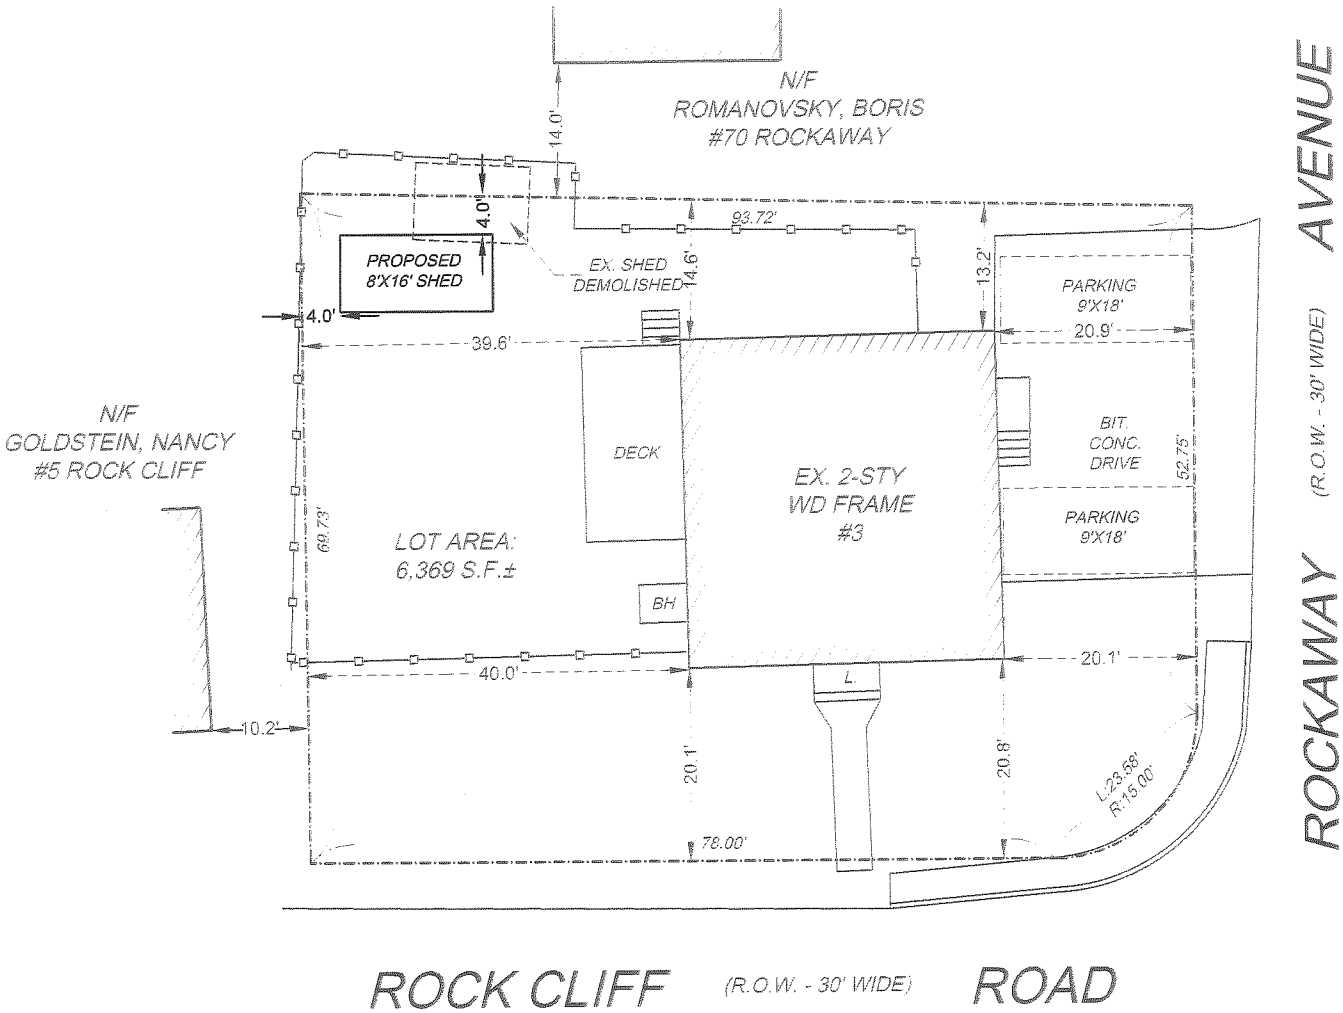 N/F
ROMANOVSKY, BORIS
#70 ROCKAWAY
14.0'
4.0'
93.72'
14.6'
13.2'
PROPOSED
8'X16' SHED
EX. SHED
DEMOLISHED
PARKING
9'X18'
4.0'
39.6'
20.9'
N/F
GOLDSTEIN, NANCY
#5 ROCK CLIFF
DECK
BIT.
CONC.
DRIVE
52.75'
EX. 2-STY
WD FRAME
#3
69.73'
LOT AREA:
6,369 S.F.±
PARKING
9'X18'
BH
40.0'
L.
20.1'
10.2'
20.1'
20.8'
L:23.58'
R:15.00'
78.00'
ROCKAWAY (R.O.W. - 30' WIDE) AVENUE
ROCK CLIFF (R.O.W. - 30' WIDE) ROAD